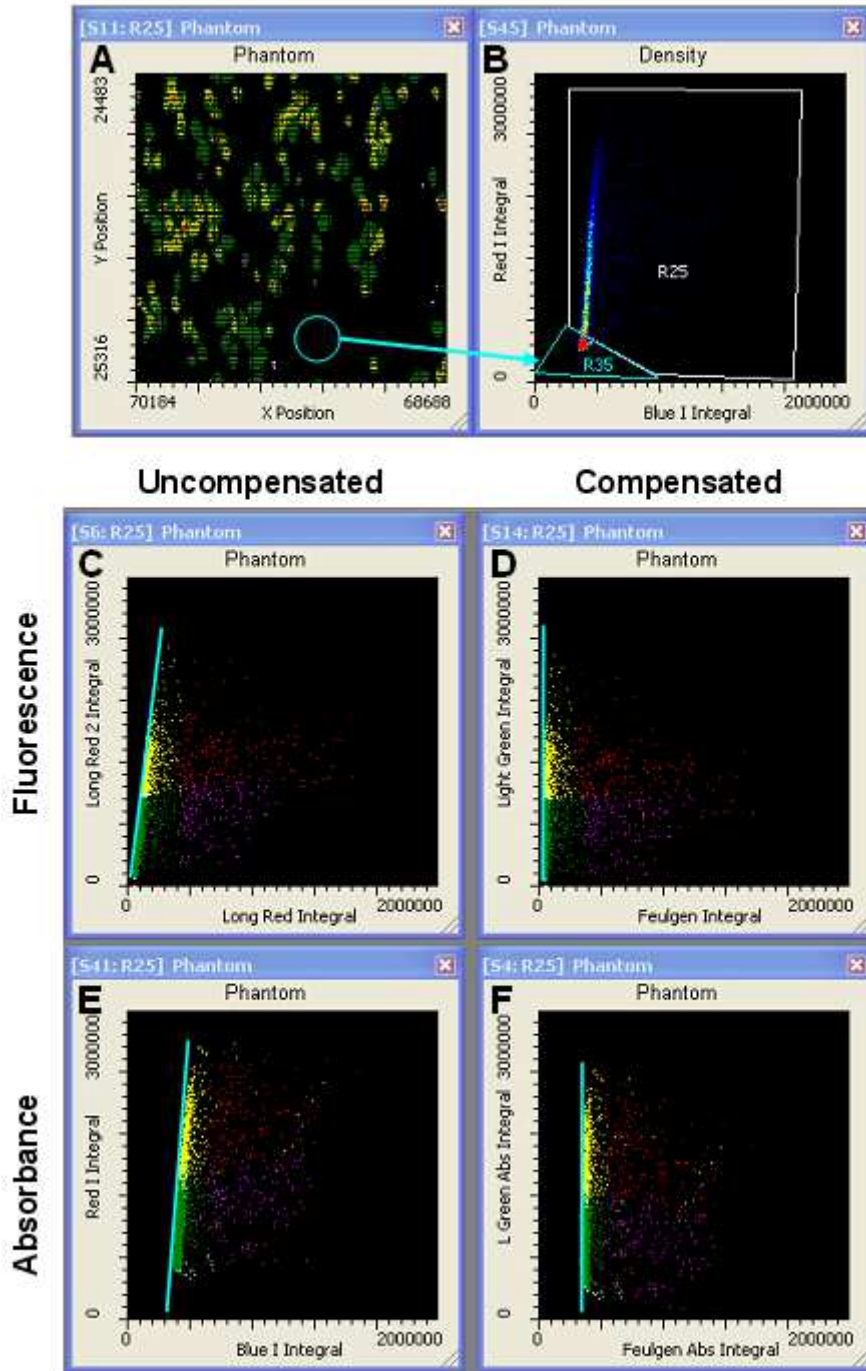 [S11: R25] Phantom
A
Phantom
24483
Y Position
25316
70184
68688
X Position
[S45]
B
Density
3000000
Red I Integral
0
R25
R35
0
2000000
Blue I Integral
Uncompensated
Compensated
Fluorescence
[S6: R25] Phantom
C
Phantom
3000000
Long Red 2 Integral
0
0
2000000
Long Red Integral
[S14: R25] Phantom
D
Phantom
3000000
Light Green Integral
0
0
2000000
Feulgen Integral
Absorbance
[S41: R25] Phantom
E
Phantom
3000000
Red I Integral
0
0
2000000
Blue I Integral
[S4: R25] Phantom
F
Phantom
3000000
L Green Abs Integral
0
0
2000000
Feulgen Abs Integral